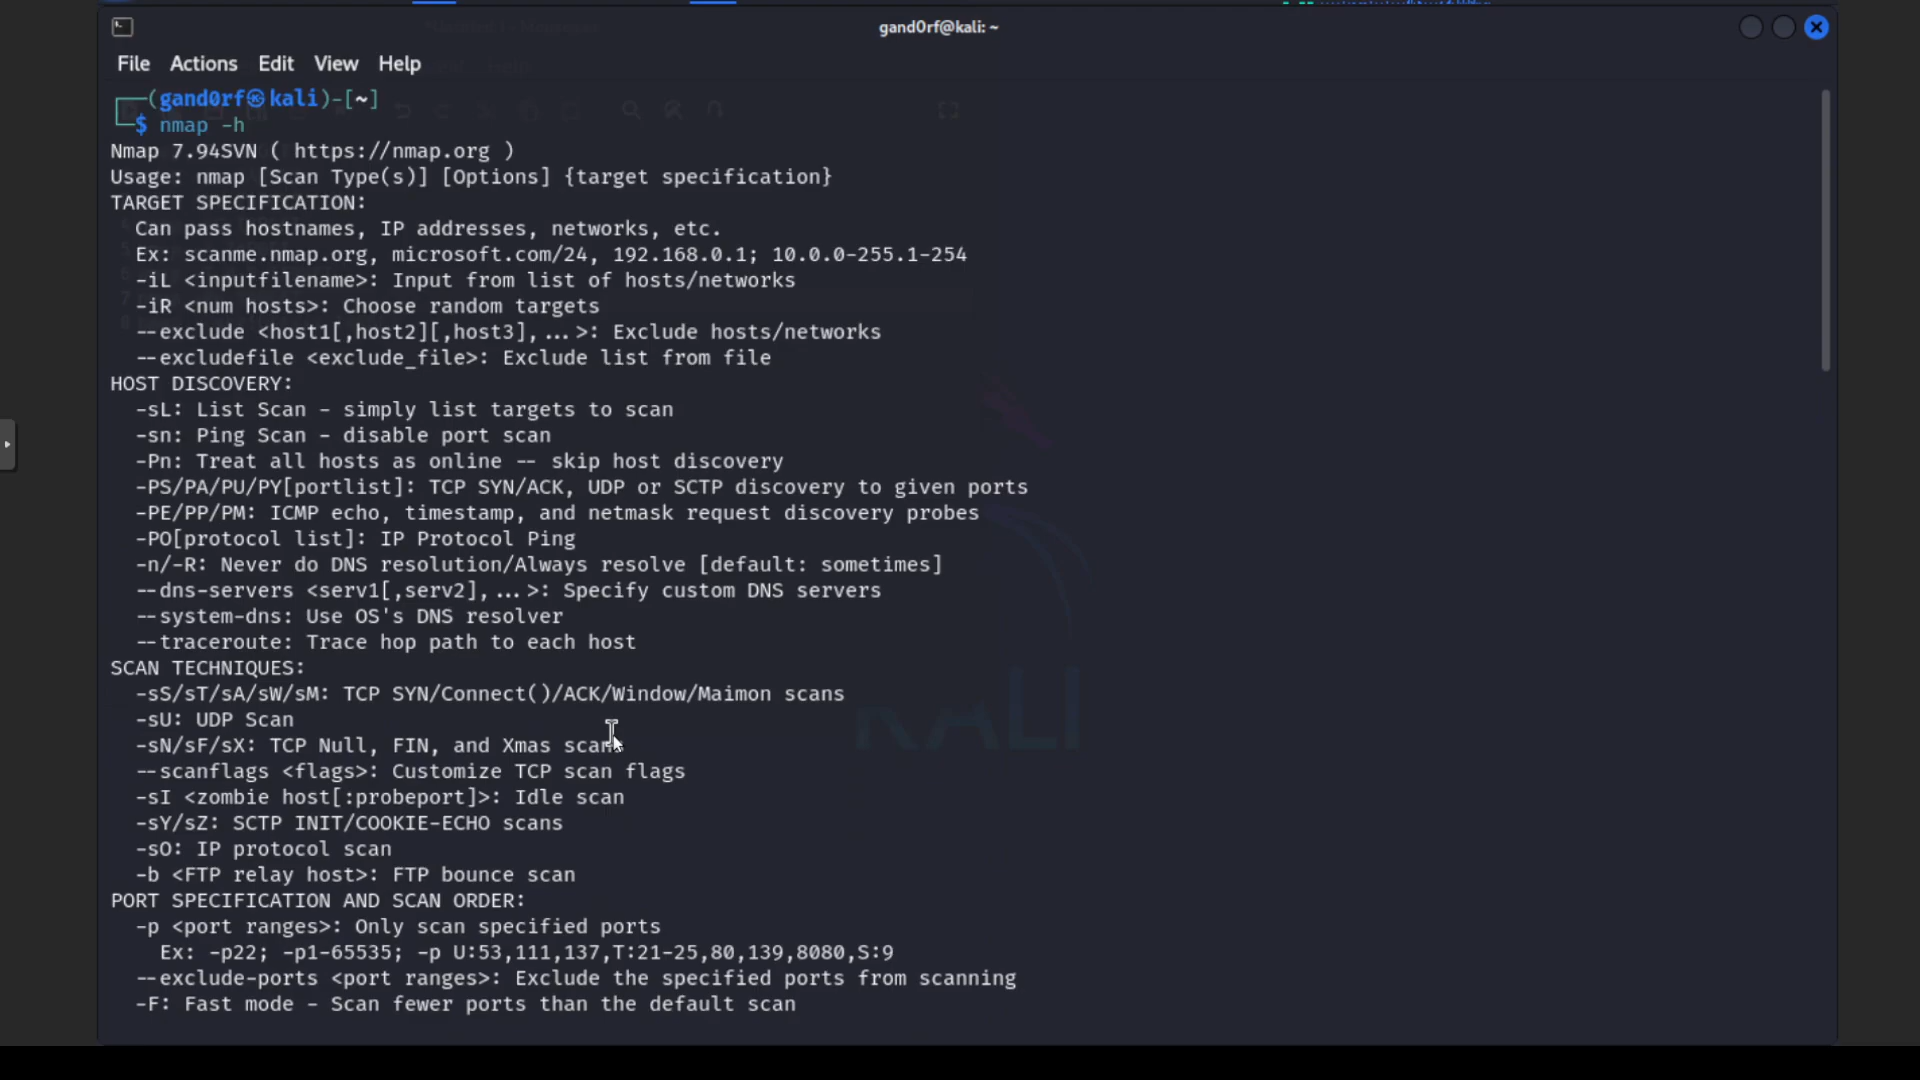 gand0rf@kali: ~
File Actions Edit View Help
┌──(gand0rf㉿kali)-[~]
└─$ nmap -h
Nmap 7.94SVN ( https://nmap.org )
Usage: nmap [Scan Type(s)] [Options] {target specification}
TARGET SPECIFICATION:
  Can pass hostnames, IP addresses, networks, etc.
  Ex: scanme.nmap.org, microsoft.com/24, 192.168.0.1; 10.0.0-255.1-254
  -iL <inputfilename>: Input from list of hosts/networks
  -iR <num hosts>: Choose random targets
  --exclude <host1[,host2][,host3],...>: Exclude hosts/networks
  --excludefile <exclude_file>: Exclude list from file
HOST DISCOVERY:
  -sL: List Scan - simply list targets to scan
  -sn: Ping Scan - disable port scan
  -Pn: Treat all hosts as online -- skip host discovery
  -PS/PA/PU/PY[portlist]: TCP SYN/ACK, UDP or SCTP discovery to given ports
  -PE/PP/PM: ICMP echo, timestamp, and netmask request discovery probes
  -PO[protocol list]: IP Protocol Ping
  -n/-R: Never do DNS resolution/Always resolve [default: sometimes]
  --dns-servers <serv1[,serv2],...>: Specify custom DNS servers
  --system-dns: Use OS's DNS resolver
  --traceroute: Trace hop path to each host
SCAN TECHNIQUES:
  -sS/sT/sA/sW/sM: TCP SYN/Connect()/ACK/Window/Maimon scans
  -sU: UDP Scan
  -sN/sF/sX: TCP Null, FIN, and Xmas scans
  --scanflags <flags>: Customize TCP scan flags
  -sI <zombie host[:probeport]>: Idle scan
  -sY/sZ: SCTP INIT/COOKIE-ECHO scans
  -sO: IP protocol scan
  -b <FTP relay host>: FTP bounce scan
PORT SPECIFICATION AND SCAN ORDER:
  -p <port ranges>: Only scan specified ports
    Ex: -p22; -p1-65535; -p U:53,111,137,T:21-25,80,139,8080,S:9
  --exclude-ports <port ranges>: Exclude the specified ports from scanning
  -F: Fast mode - Scan fewer ports than the default scan
KALI